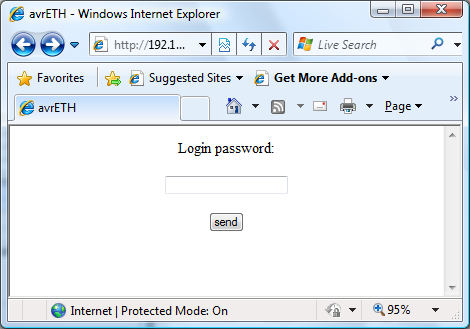 avrETH - Windows Internet Explorer
http://192.1... Live Search
Favorites Suggested Sites Get More Add-ons
avrETH Page
Login password:
send
Internet | Protected Mode: On 95%